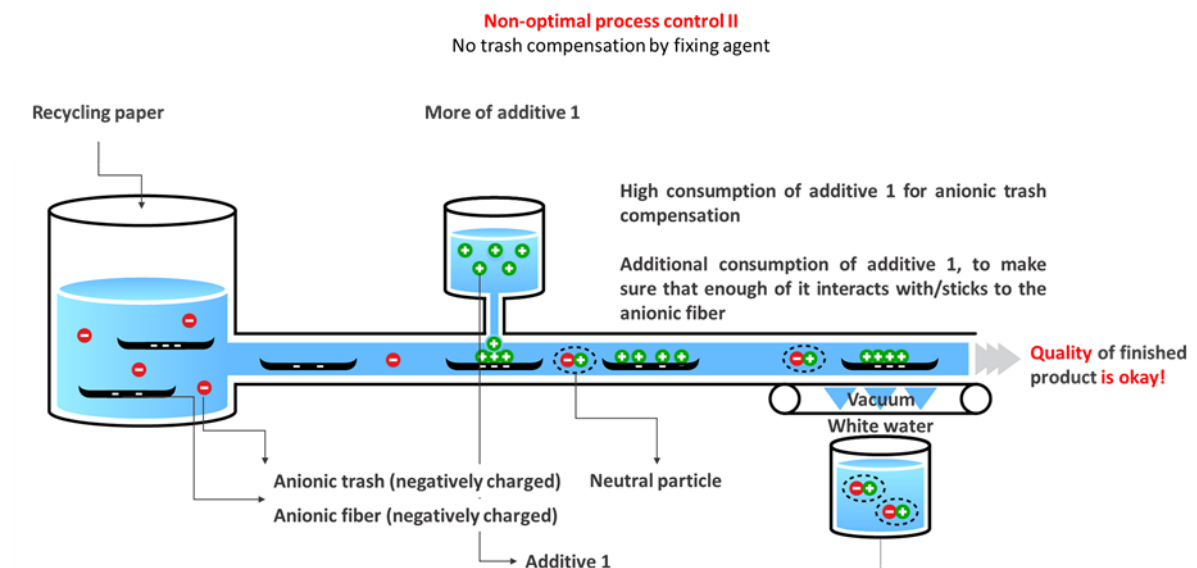 Non-optimal process control II
No trash compensation by fixing agent
Recycling paper
More of additive 1
High consumption of additive 1 for anionic trash
compensation
Additional consumption of additive 1, to make
sure that enough of it interacts with/sticks to the
anionic fiber
Quality of finished
product is okay!
Vacuum
White water
Anionic trash (negatively charged)
Neutral particle
Anionic fiber (negatively charged)
Additive 1